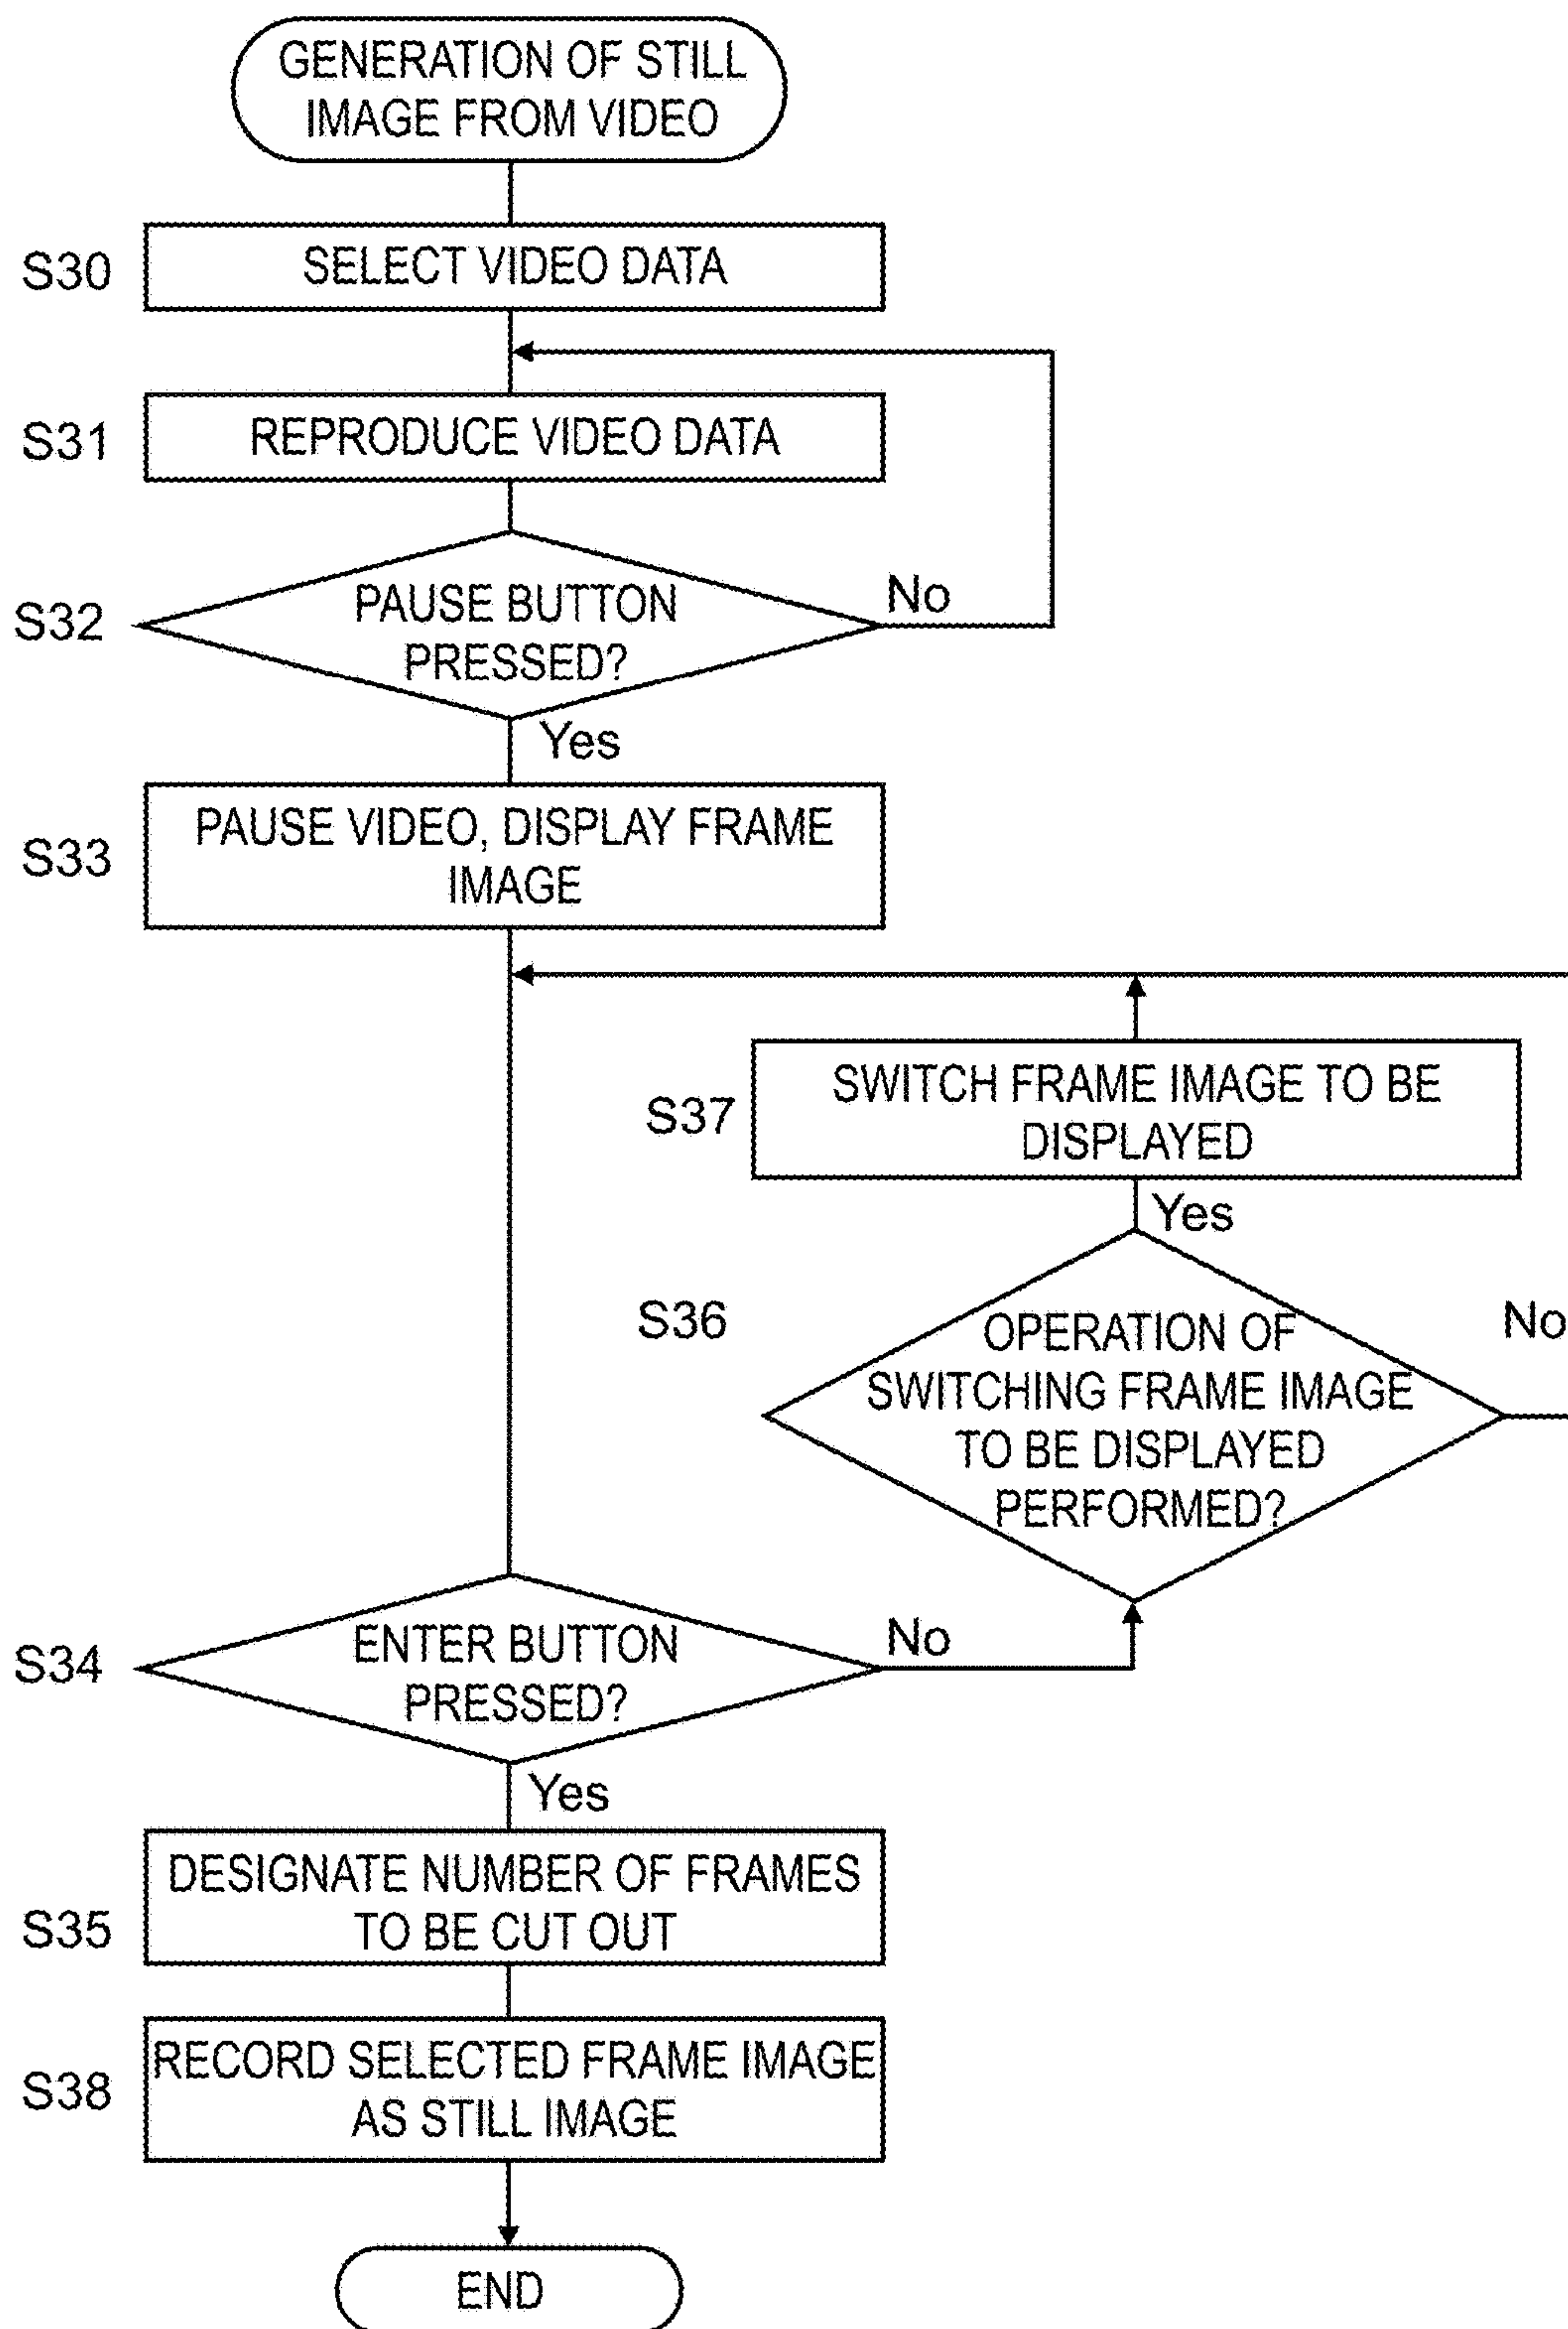 GENERATION OF STILL
IMAGE FROM VIDEO
S30
SELECT VIDEO DATA
S31
REPRODUCE VIDEO DATA
S32
PAUSE BUTTON
PRESSED?
No
Yes
S33
PAUSE VIDEO, DISPLAY FRAME
IMAGE
S37
SWITCH FRAME IMAGE TO BE
DISPLAYED
Yes
S36
OPERATION OF
SWITCHING FRAME IMAGE
TO BE DISPLAYED
PERFORMED?
No
S34
ENTER BUTTON
PRESSED?
No
Yes
S35
DESIGNATE NUMBER OF FRAMES
TO BE CUT OUT
S38
RECORD SELECTED FRAME IMAGE
AS STILL IMAGE
END